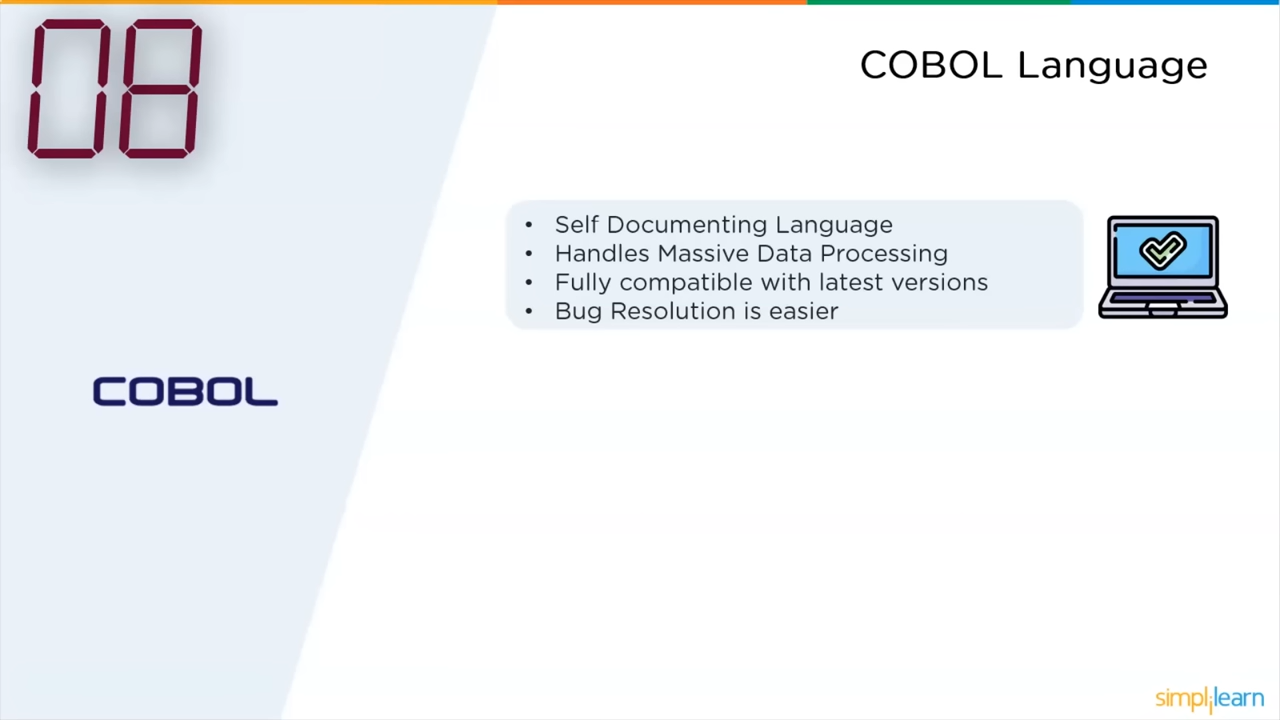 08
COBOL Language
• Self Documenting Language
• Handles Massive Data Processing
• Fully compatible with latest versions
• Bug Resolution is easier
COBOL
simplilearn